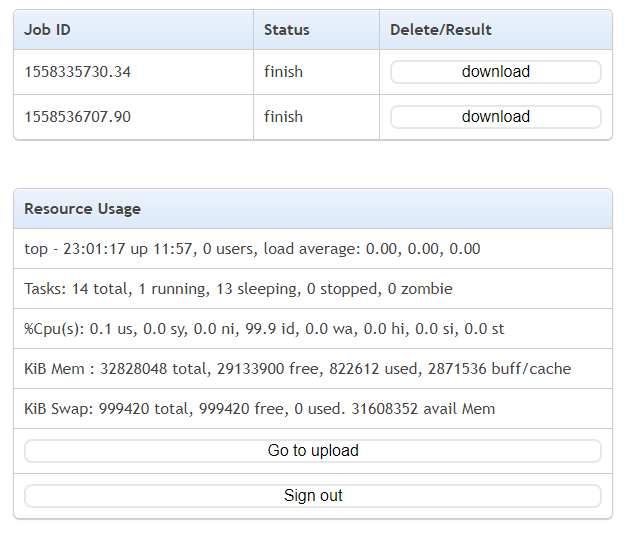 Job ID Status Delete/Result
1558335730.34 finish download
1558536707.90 finish download
Resource Usage
top - 23:01:17 up 11:57, 0 users, load average: 0.00, 0.00, 0.00
Tasks: 14 total, 1 running, 13 sleeping, 0 stopped, 0 zombie
%Cpu(s): 0.1 us, 0.0 sy, 0.0 ni, 99.9 id, 0.0 wa, 0.0 hi, 0.0 si, 0.0 st
KiB Mem : 32828048 total, 29133900 free, 822612 used, 2871536 buff/cache
KiB Swap: 999420 total, 999420 free, 0 used. 31608352 avail Mem
Go to upload
Sign out